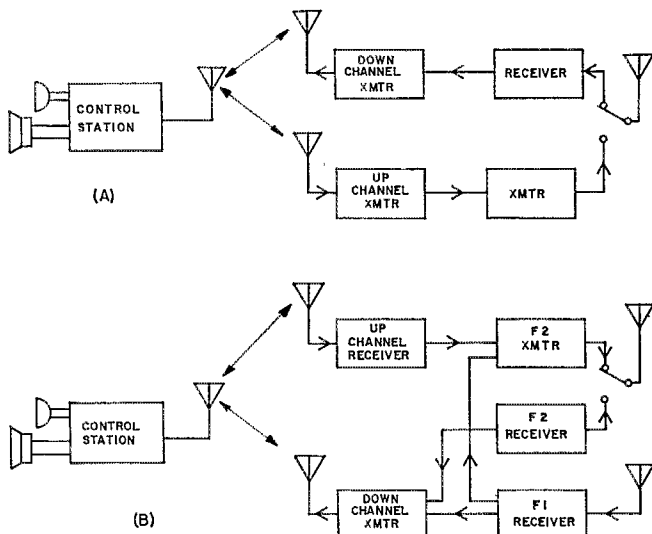 DOWN
CHANNEL
XMTR
RECEIVER
CONTROL
STATION
UP
CHANNEL
XMTR
XMTR
(A)
UP
CHANNEL
RECEIVER
F2
XMTR
CONTROL
STATION
F2
RECEIVER
DOWN
CHANNEL
XMTR
F1
RECEIVER
(B)